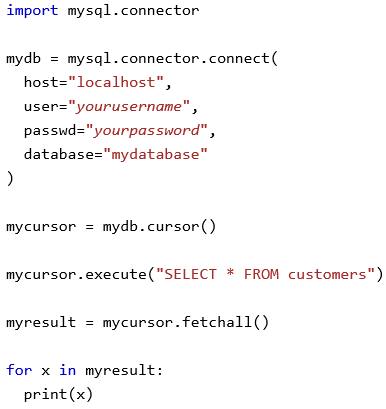 import mysql.connector

mydb = mysql.connector.connect(
  host="localhost",
  user="yourusername",
  passwd="yourpassword",
  database="mydatabase"
)

mycursor = mydb.cursor()

mycursor.execute("SELECT * FROM customers")

myresult = mycursor.fetchall()

for x in myresult:
  print(x)